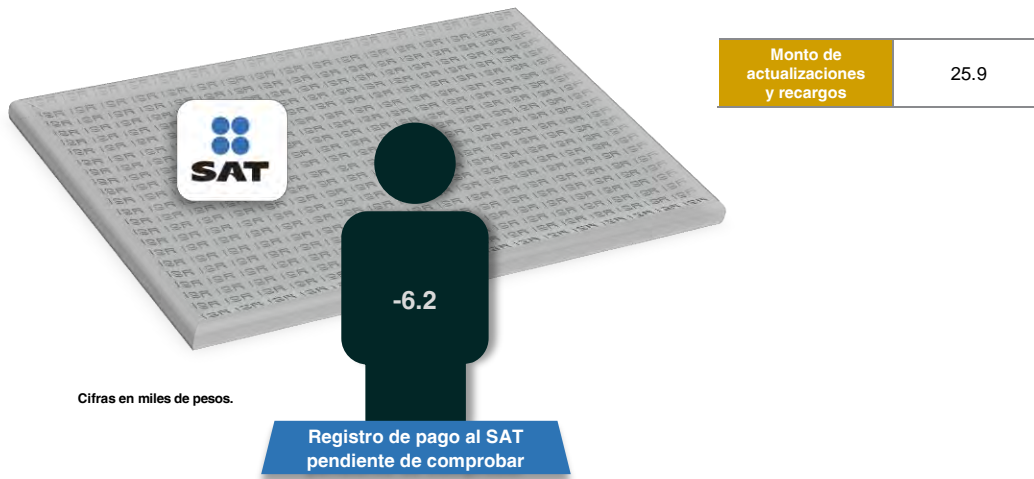 Monto de
actualizaciones
y recargos
25.9
SAT
-6.2
Cifras en miles de pesos.
Registro de pago al SAT
pendiente de comprobar